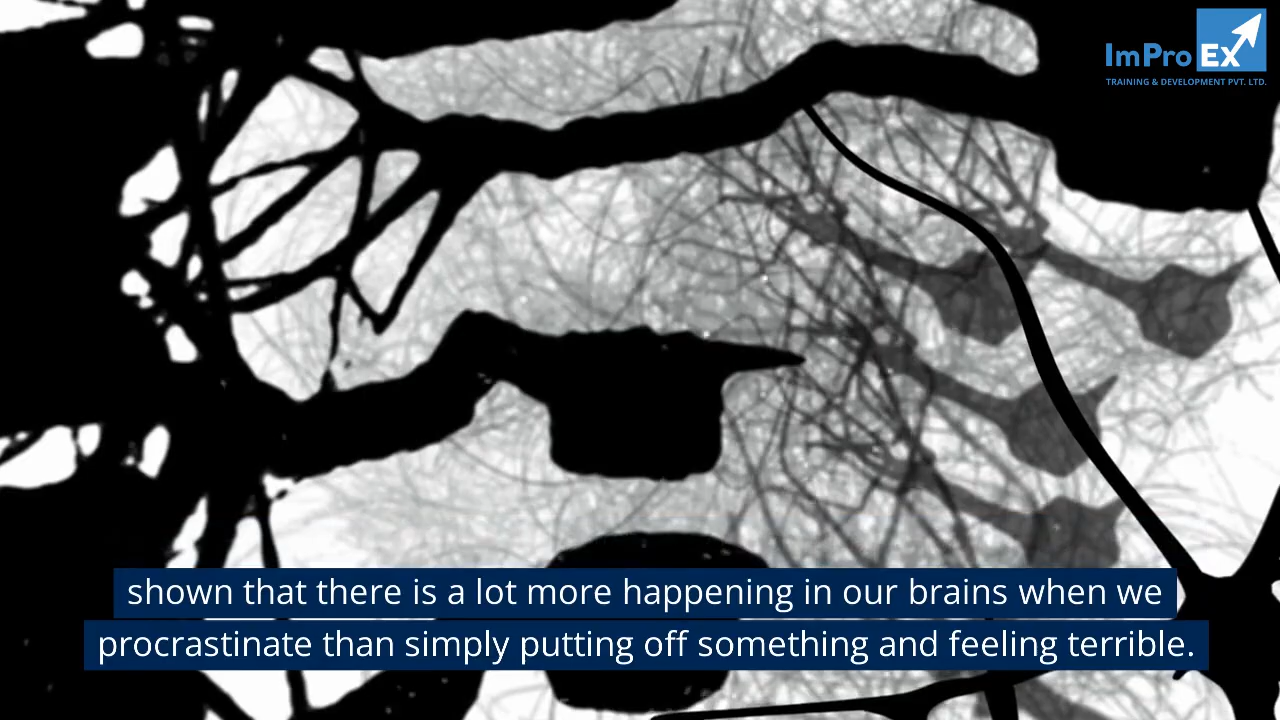 ImPro Ex
TRAINING & DEVELOPMENT PVT. LTD.
shown that there is a lot more happening in our brains when we
procrastinate than simply putting off something and feeling terrible.